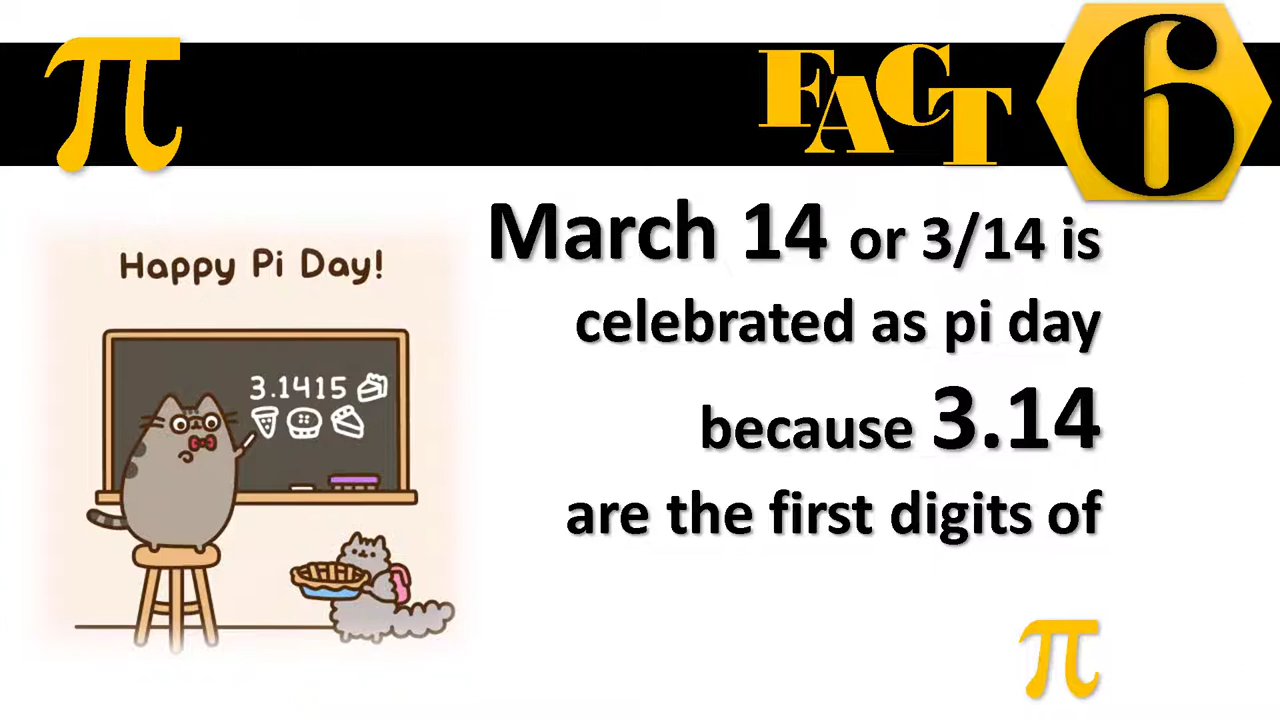 π
FACT 6
Happy Pi Day!
3.1415
March 14 or 3/14 is
celebrated as pi day
because 3.14
are the first digits of
π